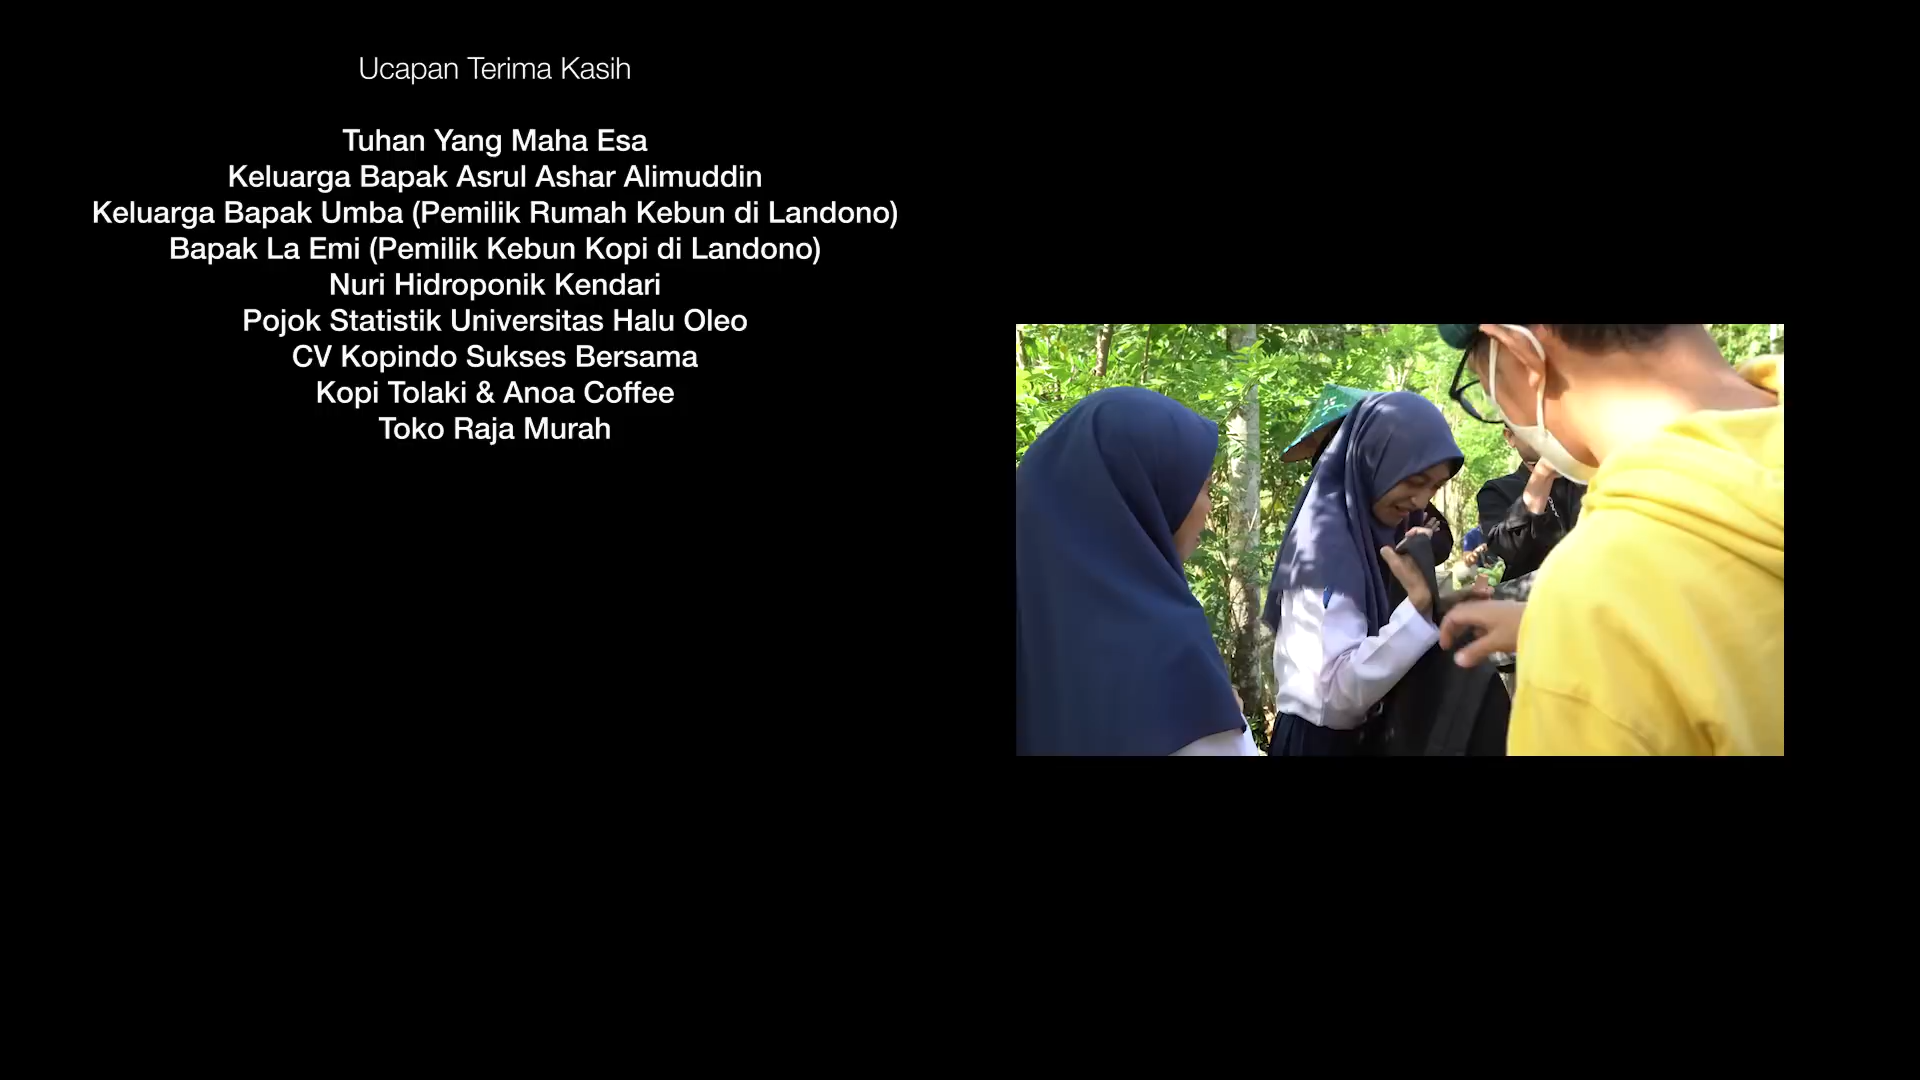 Ucapan Terima Kasih
Tuhan Yang Maha Esa
Keluarga Bapak Asrul Ashar Alimuddin
Keluarga Bapak Umba (Pemilik Rumah Kebun di Landono)
Bapak La Emi (Pemilik Kebun Kopi di Landono)
Nuri Hidroponik Kendari
Pojok Statistik Universitas Halu Oleo
CV Kopindo Sukses Bersama
Kopi Tolaki & Anoa Coffee
Toko Raja Murah